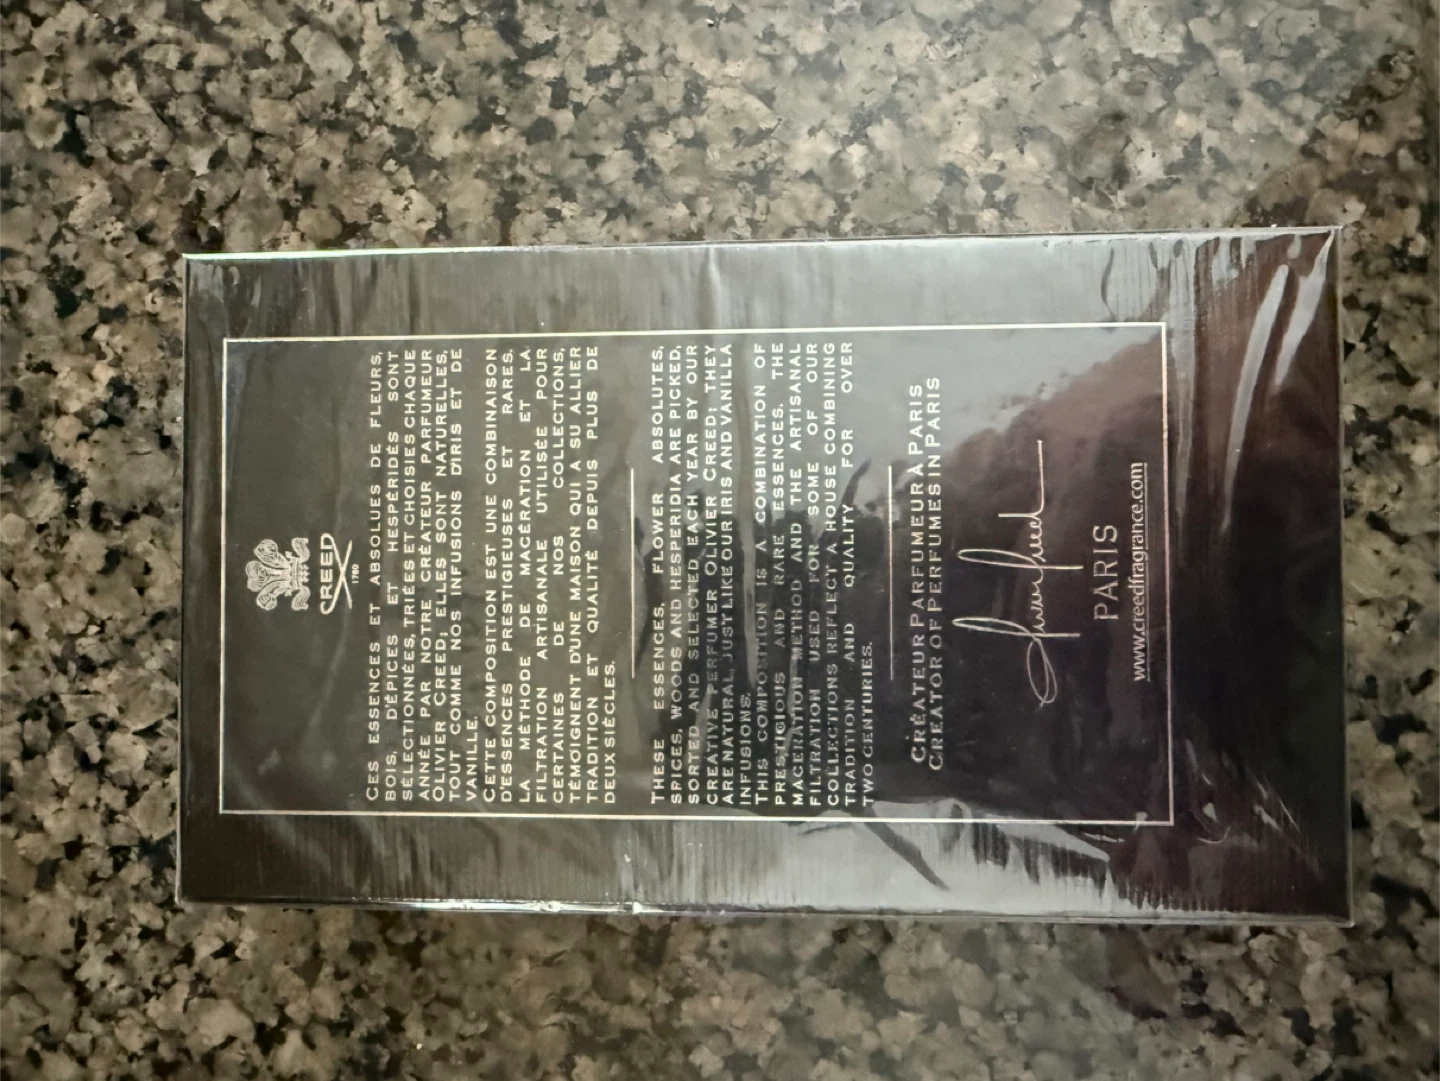 CREED
1760
CES ESSENCES ET ABSOLUES DE FLEURS,
BOIS, D'ÉPICES ET HESPÉRIDÉS SONT
SÉLECTIONNÉES, TRIÉES ET CHOISIES CHAQUE
ANNÉE PAR NOTRE CRÉATEUR PARFUMEUR
OLIVIER CREED; ELLES SONT NATURELLES,
TOUT COMME NOS INFUSIONS D'IRIS ET DE
VANILLE.
CETTE COMPOSITION EST UNE COMBINAISON
D'ESSENCES PRESTIGIEUSES ET RARES.
LA MÉTHODE DE MACÉRATION ET LA
FILTRATION ARTISANALE UTILISÉE POUR
CERTAINES DE NOS COLLECTIONS,
TÉMOIGNENT D'UNE MAISON QUI A SU ALLIER
TRADITION ET QUALITÉ DEPUIS PLUS DE
DEUX SIÈCLES.
THESE ESSENCES, FLOWER ABSOLUTES,
SPICES, WOODS AND HESPERIDIA ARE PICKED,
SORTED AND SELECTED EACH YEAR BY OUR
CREATIVE PERFUMER OLIVIER CREED; THEY
ARE NATURAL, JUST LIKE OUR IRIS AND VANILLA
INFUSIONS.
THIS COMPOSITION IS A COMBINATION OF
PRESTIGIOUS AND RARE ESSENCES. THE
MACERATION METHOD AND THE ARTISANAL
FILTRATION USED FOR SOME OF OUR
COLLECTIONS REFLECT A HOUSE COMBINING
TRADITION AND QUALITY FOR OVER
TWO CENTURIES.
CRÉATEUR PARFUMEUR À PARIS
CREATOR OF PERFUMES IN PARIS
PARIS
www.creedfragrance.com